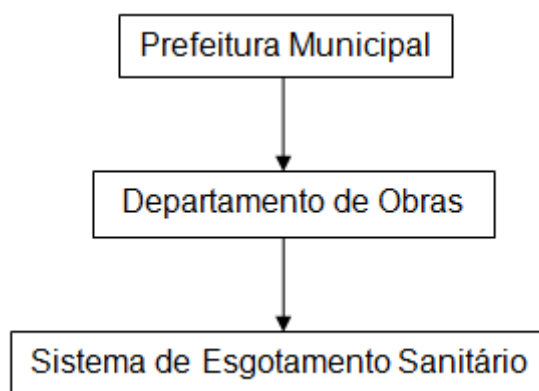 Prefeitura Municipal
Departamento de Obras
Sistema de Esgotamento Sanitário